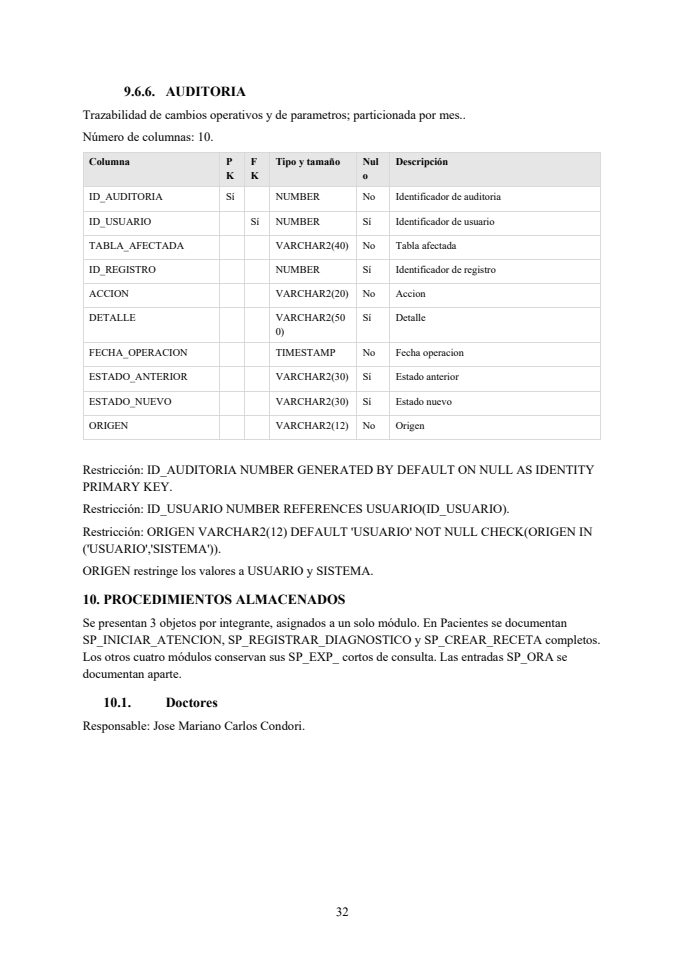 9.6.6. AUDITORIA
Trazabilidad de cambios operativos y de parametros; particionada por mes..
Número de columnas: 10.
Columna PK FK Tipo y tamaño Nulo Descripción
ID_AUDITORIA Sí NUMBER No Identificador de auditoria
ID_USUARIO Sí NUMBER Sí Identificador de usuario
TABLA_AFECTADA VARCHAR2(40) No Tabla afectada
ID_REGISTRO NUMBER Sí Identificador de registro
ACCION VARCHAR2(20) No Accion
DETALLE VARCHAR2(500) Sí Detalle
FECHA_OPERACION TIMESTAMP No Fecha operacion
ESTADO_ANTERIOR VARCHAR2(30) Sí Estado anterior
ESTADO_NUEVO VARCHAR2(30) Sí Estado nuevo
ORIGEN VARCHAR2(12) No Origen
Restricción: ID_AUDITORIA NUMBER GENERATED BY DEFAULT ON NULL AS IDENTITY
PRIMARY KEY.
Restricción: ID_USUARIO NUMBER REFERENCES USUARIO(ID_USUARIO).
Restricción: ORIGEN VARCHAR2(12) DEFAULT 'USUARIO' NOT NULL CHECK(ORIGEN IN
('USUARIO','SISTEMA')).
ORIGEN restringe los valores a USUARIO y SISTEMA.
10. PROCEDIMIENTOS ALMACENADOS
Se presentan 3 objetos por integrante, asignados a un solo módulo. En Pacientes se documentan
SP_INICIAR_ATENCION, SP_REGISTRAR_DIAGNOSTICO y SP_CREAR_RECETA completos.
Los otros cuatro módulos conservan sus SP_EXP_ cortos de consulta. Las entradas SP_ORA se
documentan aparte.
10.1. Doctores
Responsable: Jose Mariano Carlos Condori.
32